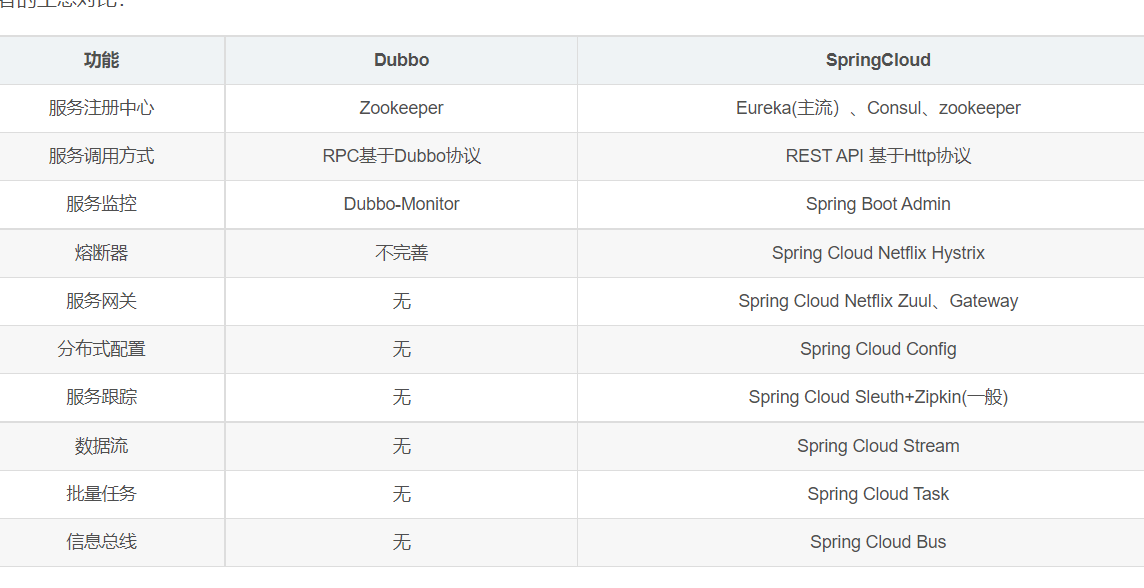 者的生态对比：
功能 Dubbo SpringCloud
服务注册中心 Zookeeper Eureka(主流）、Consul、zookeeper
服务调用方式 RPC基于Dubbo协议 REST API 基于Http协议
服务监控 Dubbo-Monitor Spring Boot Admin
熔断器 不完善 Spring Cloud Netflix Hystrix
服务网关 无 Spring Cloud Netflix Zuul、Gateway
分布式配置 无 Spring Cloud Config
服务跟踪 无 Spring Cloud Sleuth+Zipkin(一般)
数据流 无 Spring Cloud Stream
批量任务 无 Spring Cloud Task
信息总线 无 Spring Cloud Bus